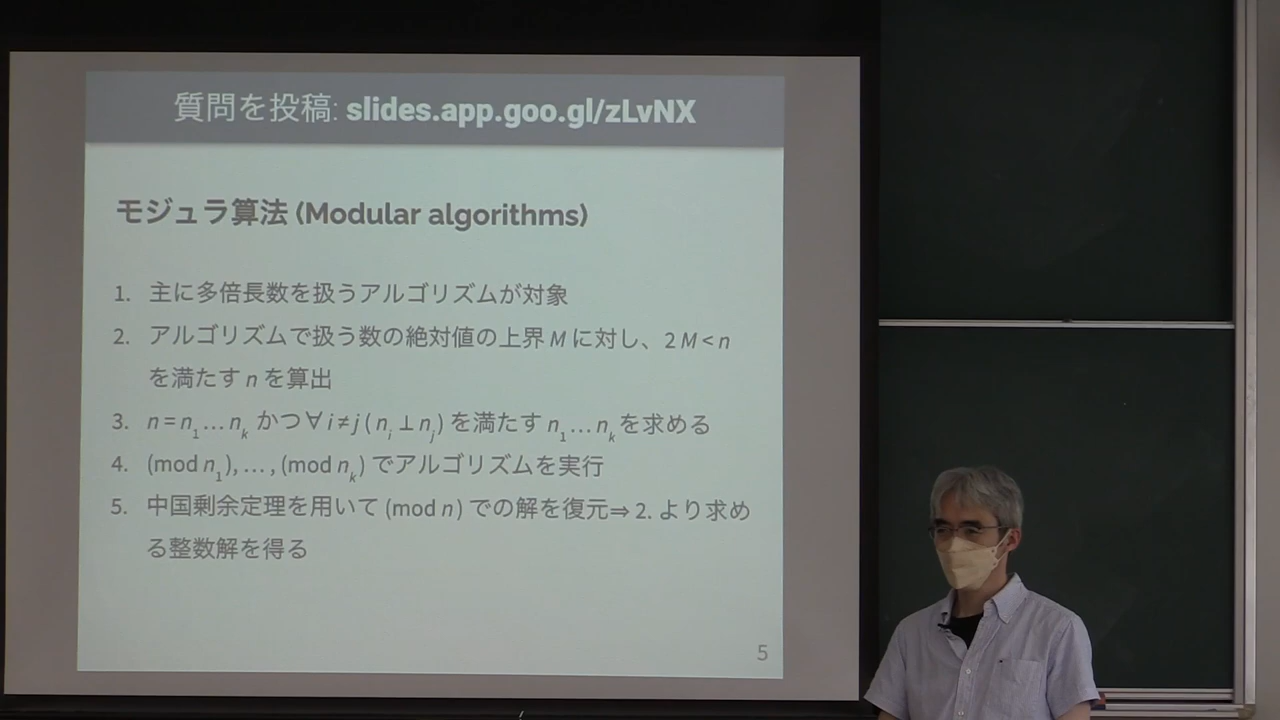 質問を投稿: slides.app.goo.gl/zLvNX
モジュラ算法 (Modular algorithms)
1. 主に多倍長数を扱うアルゴリズムが対象
2. アルゴリズムで扱う数の絶対値の上界 M に対し、2 M < n
を満たす n を算出
3. n = n₁ … nₖ かつ ∀ i ≠ j ( nᵢ ⊥ nⱼ ) を満たす n₁ … nₖ を求める
4. (mod n₁), … , (mod nₖ) でアルゴリズムを実行
5. 中国剰余定理を用いて (mod n) での解を復元⇒ 2. より求め
る整数解を得る
5